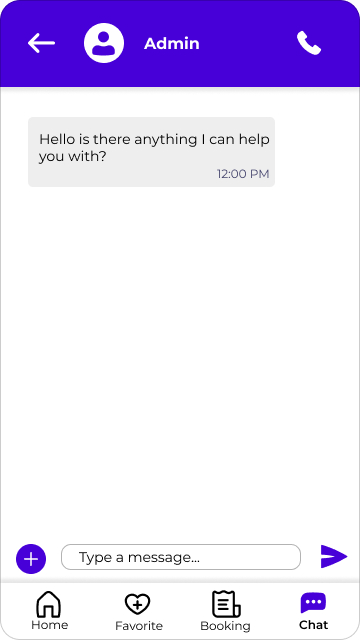 Admin
Hello is there anything I can help
you with?
12:00 PM
Type a message...
Home
Favorite
Booking
Chat